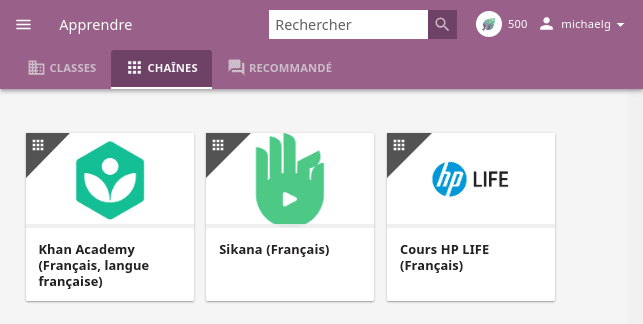 Apprendre
Rechercher
500
michaelg
CLASSES
CHAÎNES
RECOMMANDÉ
hp LIFE
Khan Academy
(Français, langue
française)
Sikana (Français)
Cours HP LIFE
(Français)